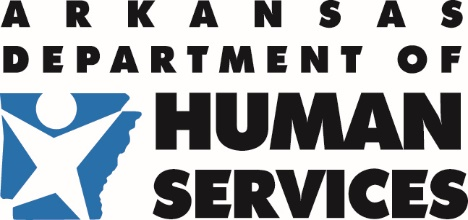 ARKANSAS
DEPARTMENT OF
HUMAN
SERVICES